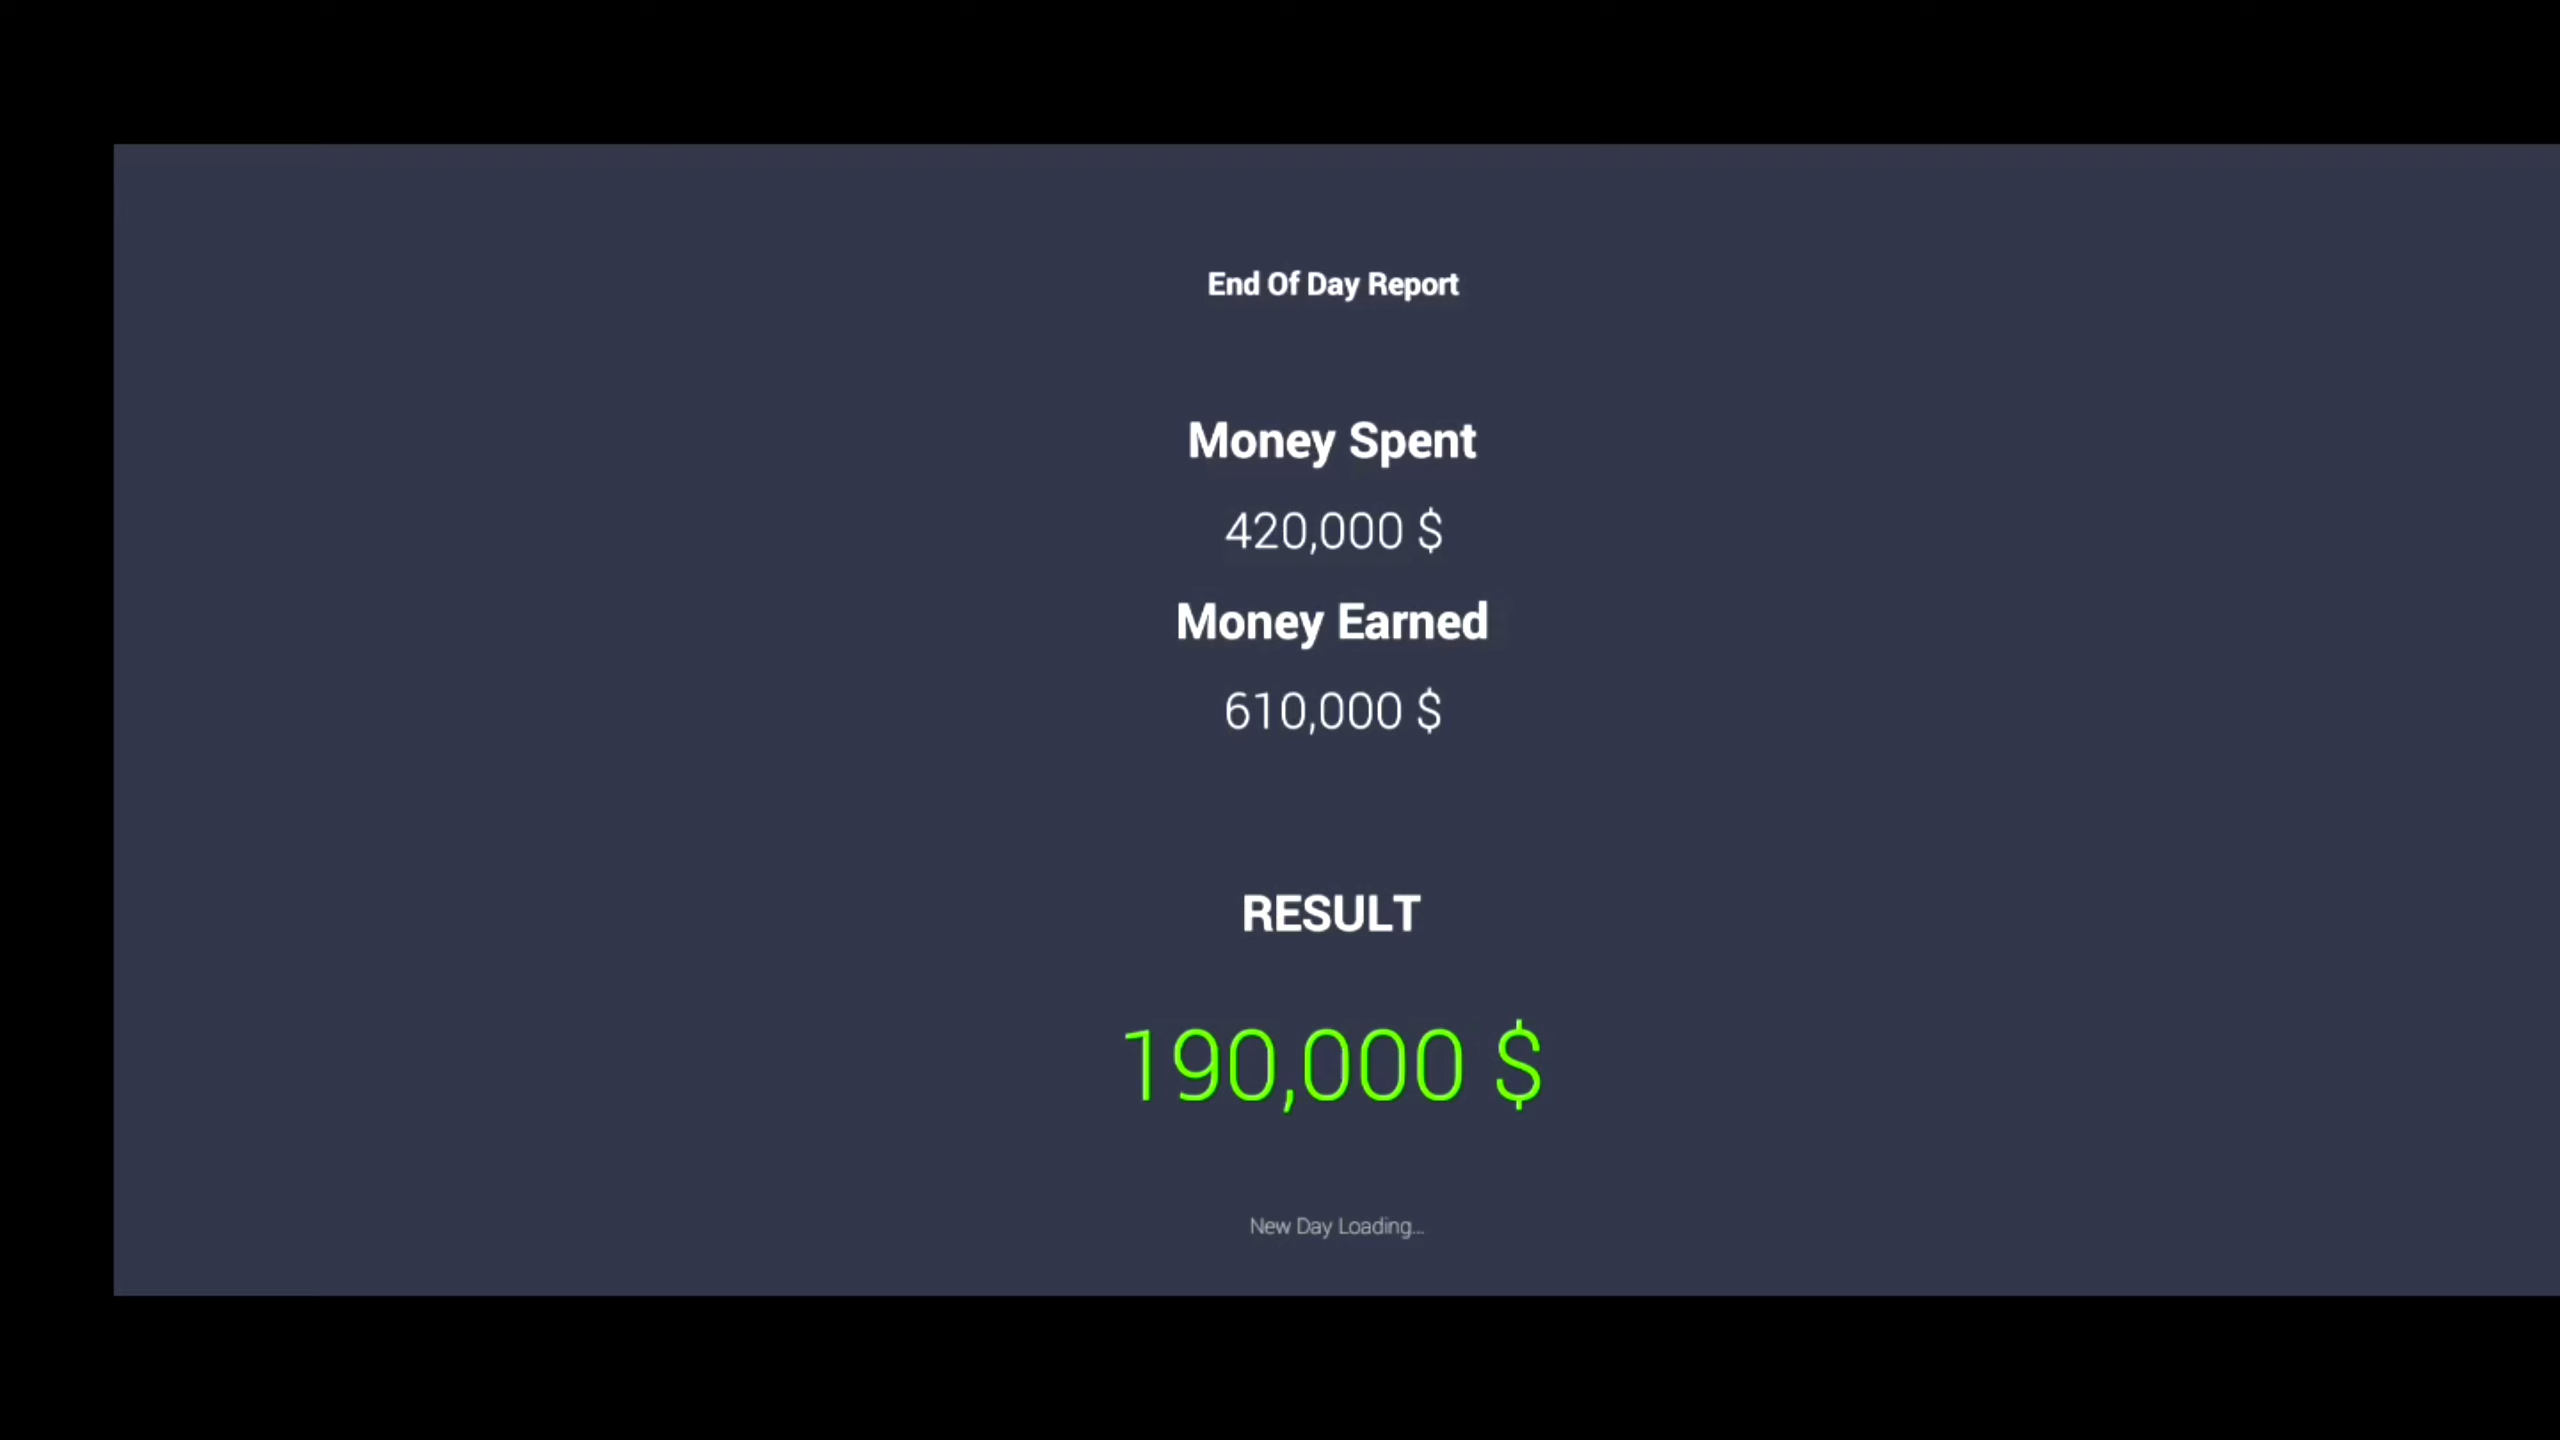 End Of Day Report
Money Spent
420,000 $
Money Earned
610,000 $
RESULT
190,000 $
New Day Loading...